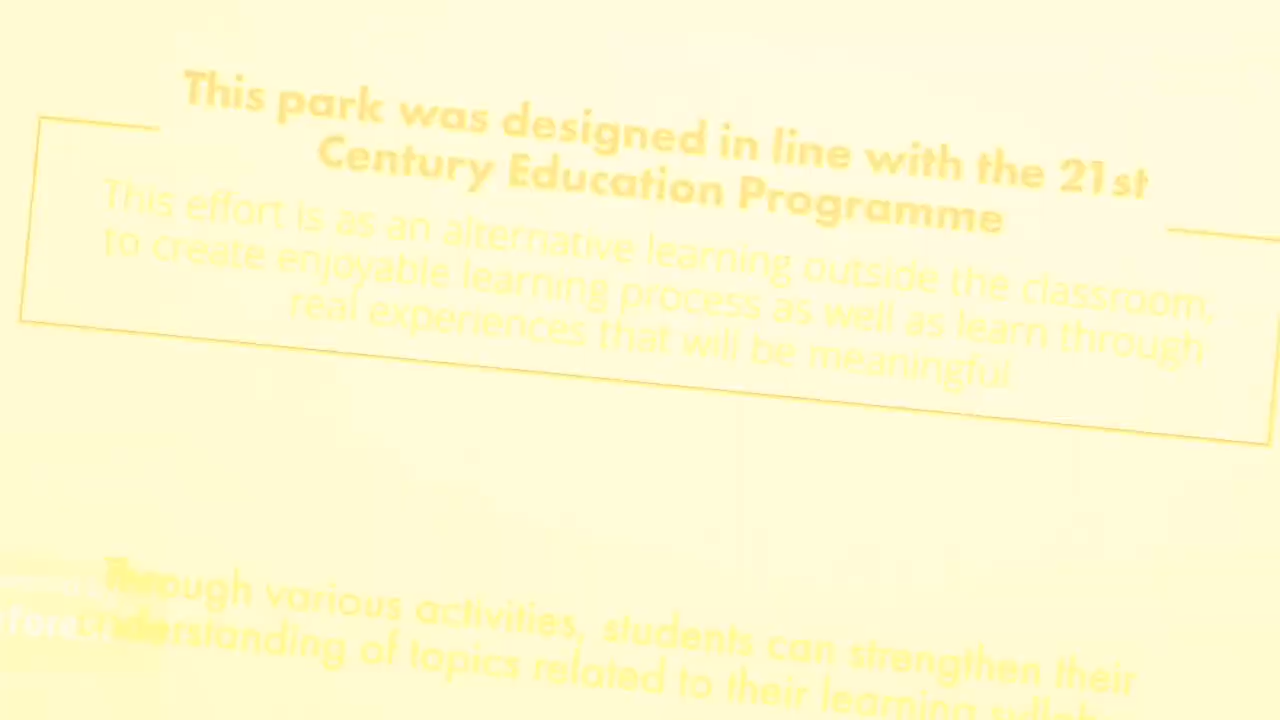 This park was designed in line with the 21st
Century Education Programme
This effort is as an alternative learning outside the classroom,
to create enjoyable learning process as well as learn through
real experiences that will be meaningful
Through various activities, students can strengthen their
understanding of topics related to their learning